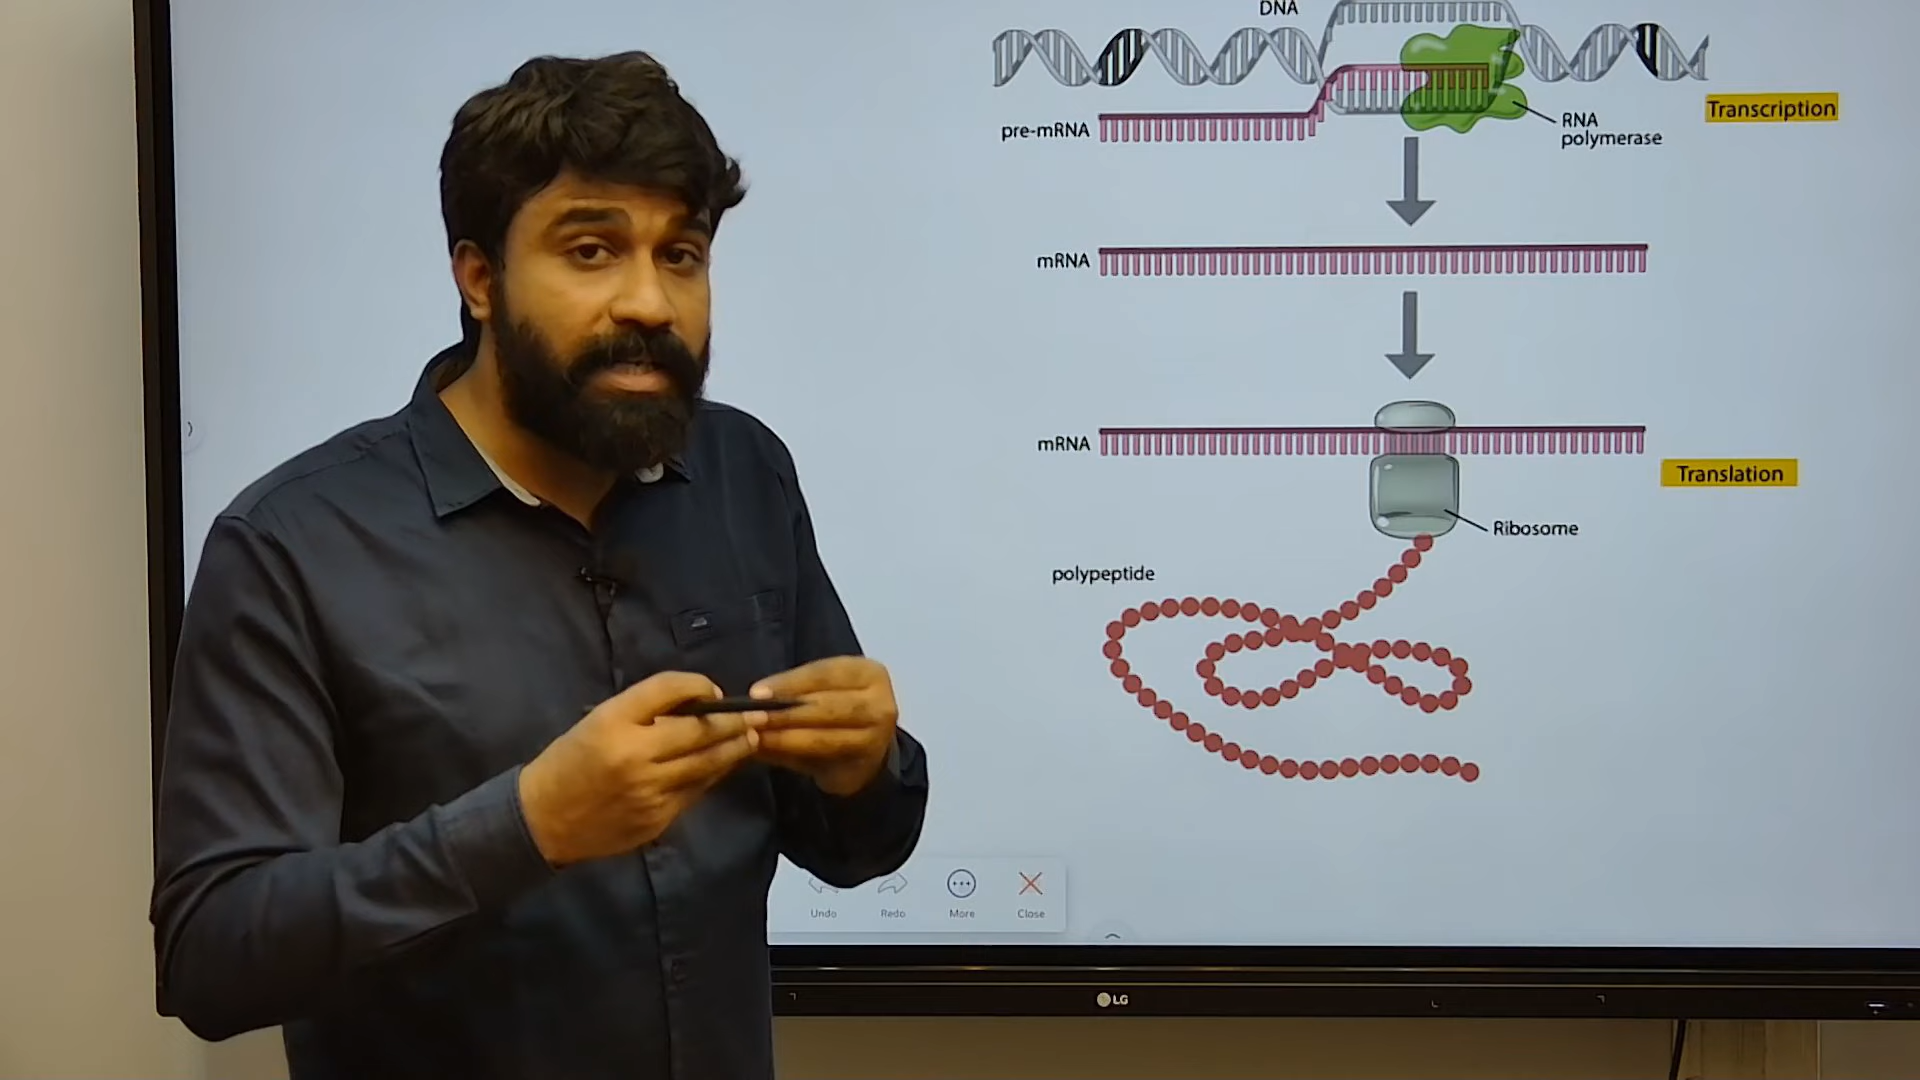 DNA
Transcription
RNA
polymerase
pre-mRNA
mRNA
mRNA
Translation
Ribosome
polypeptide
Undo
Redo
More
Close
LG